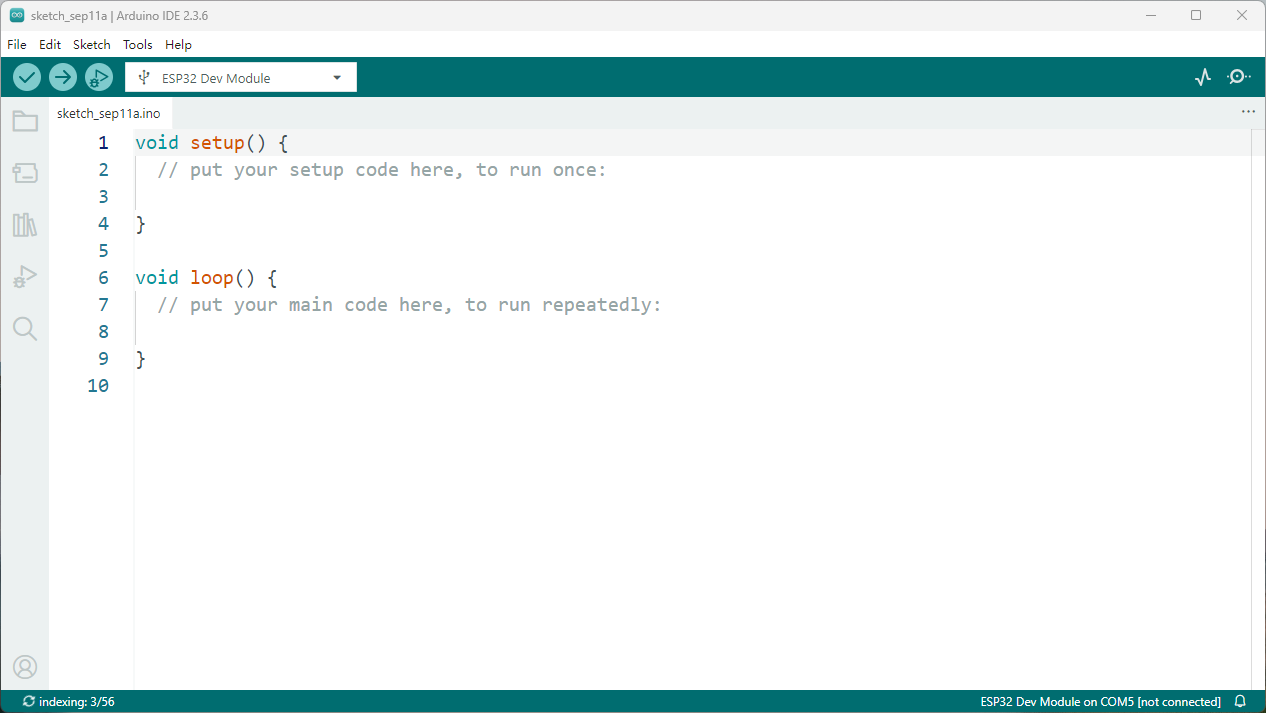 sketch_sep11a | Arduino IDE 2.3.6
File Edit Sketch Tools Help
ESP32 Dev Module
sketch_sep11a.ino
1 void setup() {
2   // put your setup code here, to run once:
3
4 }
5
6 void loop() {
7   // put your main code here, to run repeatedly:
8
9 }
10
indexing: 3/56 ESP32 Dev Module on COM5 [not connected]